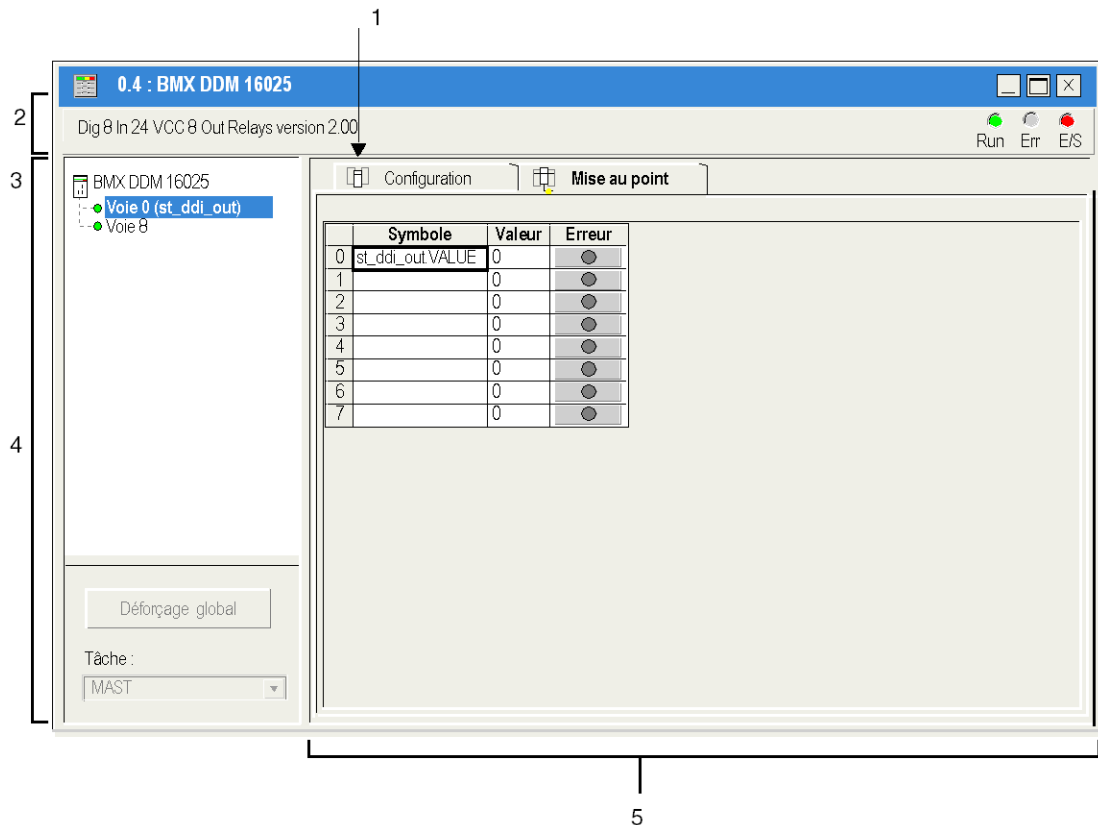 1
0.4 : BMX DDM 16025
2
Dig 8 In 24 VCC 8 Out Relays version 2.00
Run Err E/S
3
BMX DDM 16025
Voie 0 (st_ddi_out)
Voie 8
Configuration
Mise au point
Symbole Valeur Erreur
0 st_ddi_out.VALUE 0
1 0
2 0
3 0
4 0
5 0
6 0
7 0
4
Déforçage global
Tâche :
MAST
5